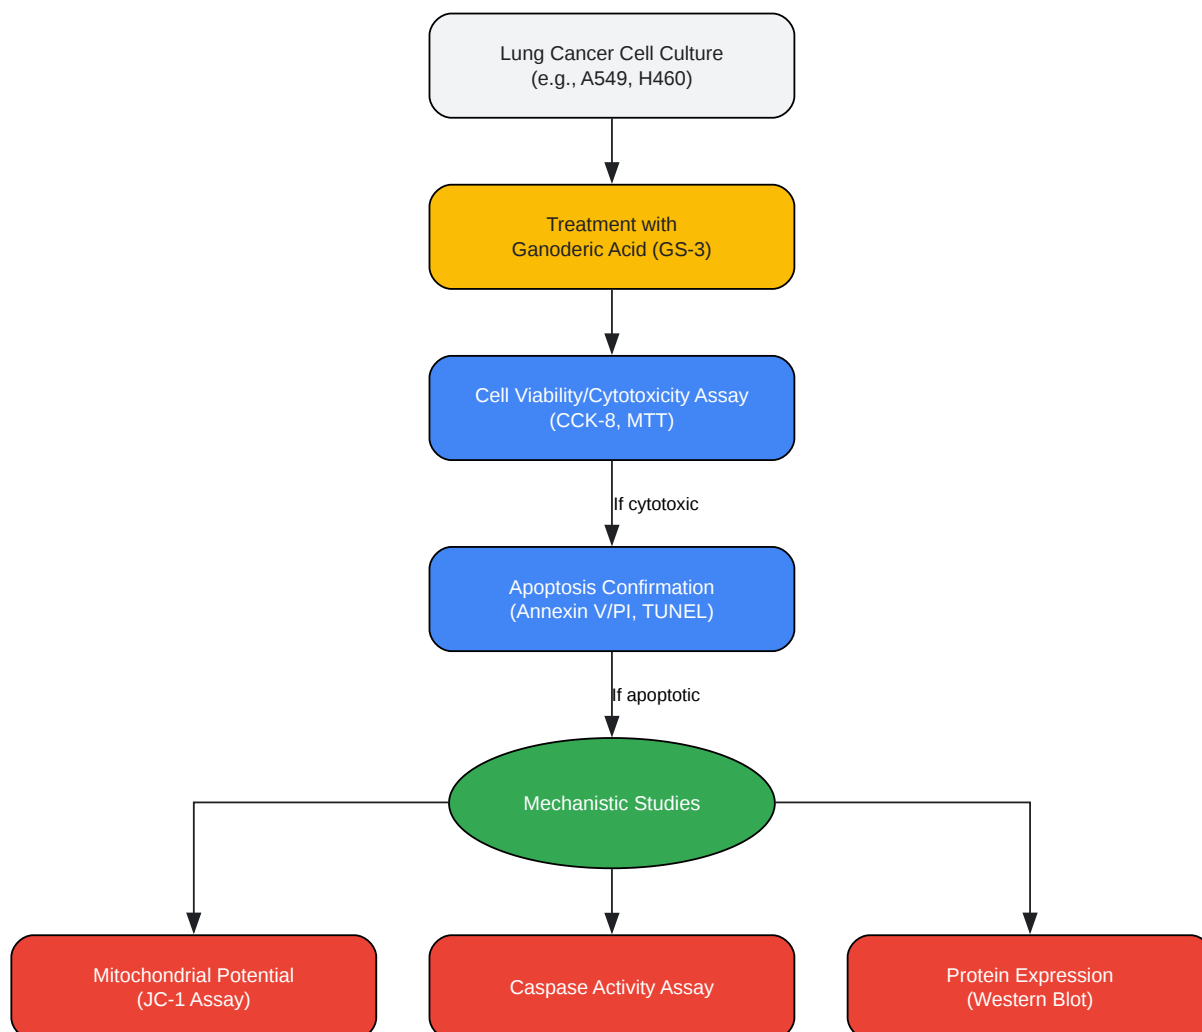 Lung Cancer Cell Culture
(e.g., A549, H460)
Treatment with
Ganoderic Acid (GS-3)
Cell Viability/Cytotoxicity Assay
(CCK-8, MTT)
If cytotoxic
Apoptosis Confirmation
(Annexin V/PI, TUNEL)
If apoptotic
Mechanistic Studies
Mitochondrial Potential
(JC-1 Assay)
Caspase Activity Assay
Protein Expression
(Western Blot)